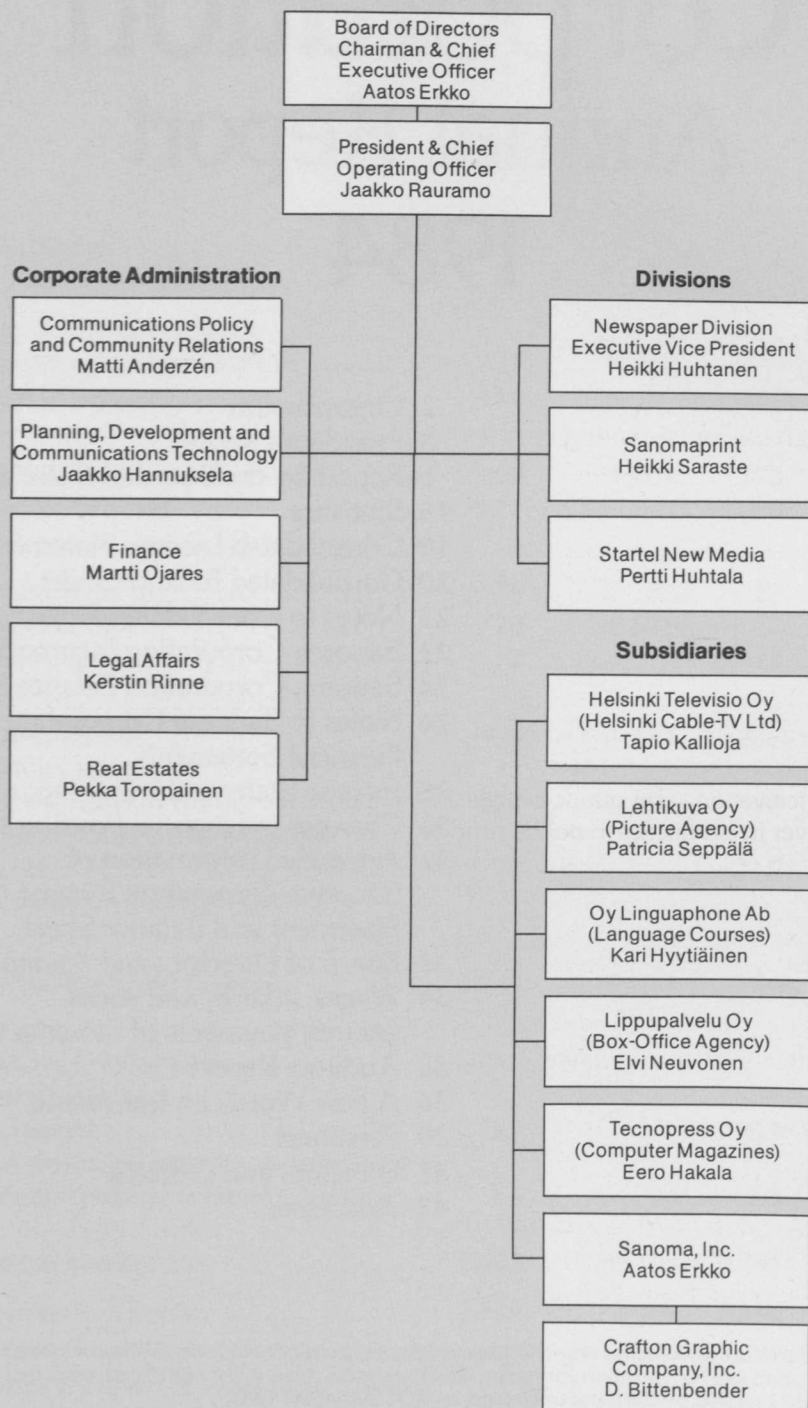 Board of Directors
Chairman & Chief
Executive Officer
Aatos Erkko
President & Chief
Operating Officer
Jaakko Rauramo
Corporate Administration
Communications Policy
and Community Relations
Matti Anderzén
Planning, Development and
Communications Technology
Jaakko Hannuksela
Finance
Martti Ojares
Legal Affairs
Kerstin Rinne
Real Estates
Pekka Toropainen
Divisions
Newspaper Division
Executive Vice President
Heikki Huhtanen
Sanomaprint
Heikki Saraste
Startel New Media
Pertti Huhtala
Subsidiaries
Helsinki Televisio Oy
(Helsinki Cable-TV Ltd)
Tapio Kallioja
Lehtikuva Oy
(Picture Agency)
Patricia Seppälä
Oy Linguaphone Ab
(Language Courses)
Kari Hyytiäinen
Lippupalvelu Oy
(Box-Office Agency)
Elvi Neuvonen
Tecnopress Oy
(Computer Magazines)
Eero Hakala
Sanoma, Inc.
Aatos Erkko
Crafton Graphic
Company, Inc.
D. Bittenbender